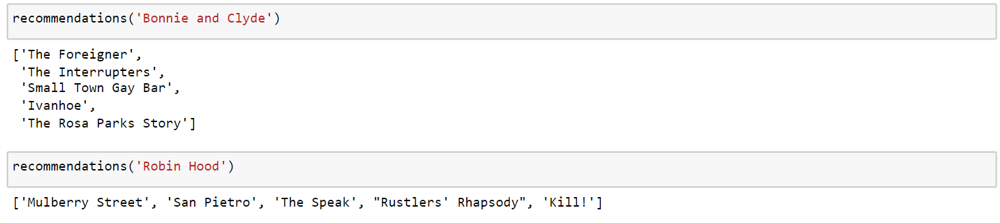 recommendations('Bonnie and Clyde')
['The Foreigner',
'The Interrupters',
'Small Town Gay Bar',
'Ivanhoe',
'The Rosa Parks Story']
recommendations('Robin Hood')
['Mulberry Street', 'San Pietro', 'The Speak', "Rustlers' Rhapsody", 'Kill!']